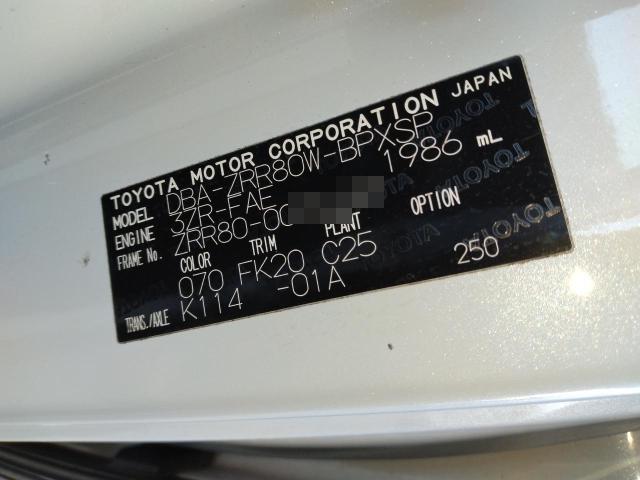 TOYOTA MOTOR CORPORATION JAPAN
MODEL DBA-ZRR80W-BPXSP
ENGINE 3ZR-FAE 1986 mL
FRAME No. ZRR80-00
COLOR TRIM PLANT OPTION
070 FK20 C25 250
TRANS./AXLE K114 -01A